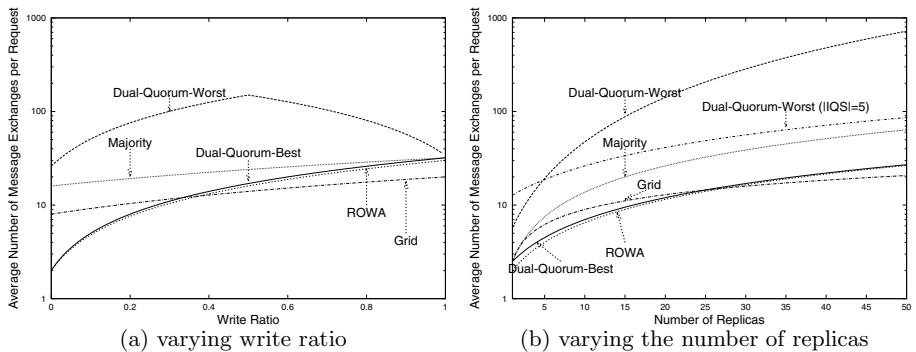 Average Number of Message Exchanges per Request
1000
100
10
1
0
0.2
0.4
0.6
0.8
1
Write Ratio
Dual-Quorum-Worst
Majority
Dual-Quorum-Best
ROWA
Grid
(a) varying write ratio
Average Number of Message Exchanges per Request
1000
100
10
1
5
10
15
20
25
30
35
40
45
50
Number of Replicas
Dual-Quorum-Worst
Dual-Quorum-Worst (|IQS|=5)
Majority
Grid
ROWA
Dual-Quorum-Best
(b) varying the number of replicas